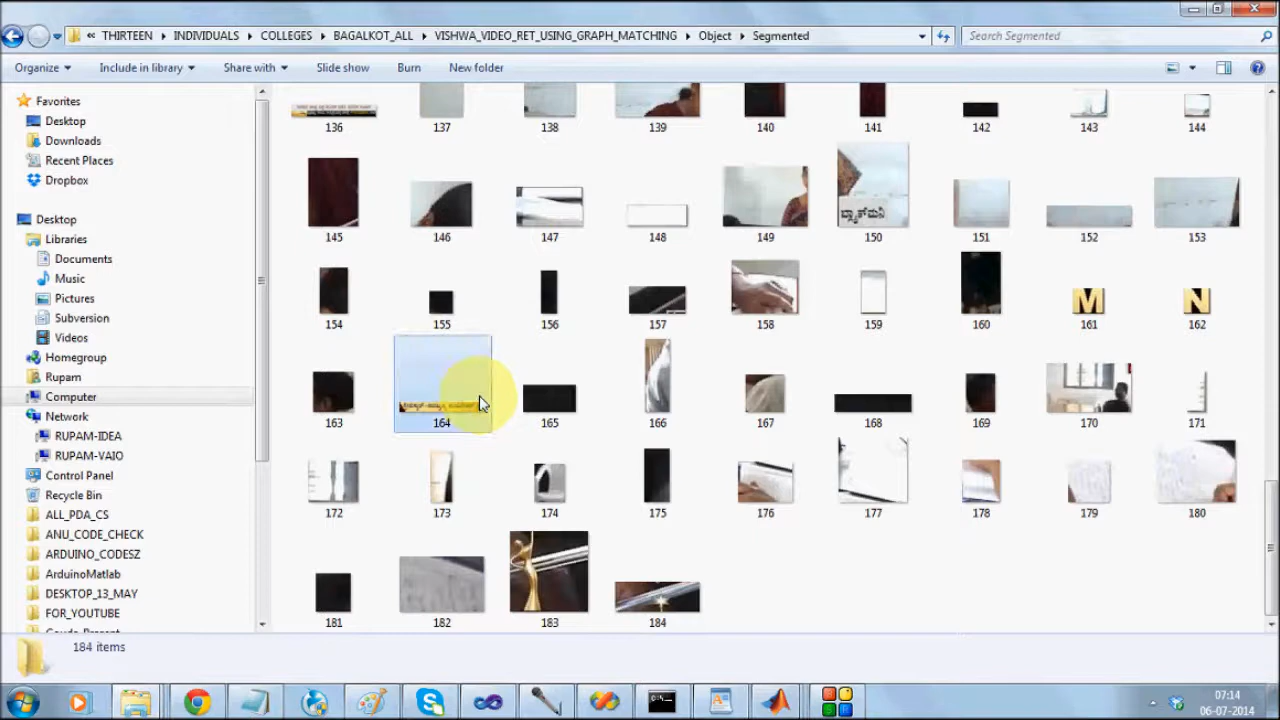 « THIRTEEN ▸ INDIVIDUALS ▸ COLLEGES ▸ BAGALKOT_ALL ▸ VISHWA_VIDEO_RET_USING_GRAPH_MATCHING ▸ Object ▸ Segmented
Search Segmented
Organize Include in library Share with Slide show Burn New folder
Favorites
Desktop
Downloads
Recent Places
Dropbox
Desktop
Libraries
Documents
Music
Pictures
Subversion
Videos
Homegroup
Rupam
Computer
Network
RUPAM-IDEA
RUPAM-VAIO
Control Panel
Recycle Bin
ALL_PDA_CS
ANU_CODE_CHECK
ARDUINO_CODESZ
ArduinoMatlab
DESKTOP_13_MAY
FOR_YOUTUBE
136 137 138 139 140 141 142 143 144
ಬ್ಲ್ಯಾಕ್‌ಮನಿ
145 146 147 148 149 150 151 152 153
M N
154 155 156 157 158 159 160 161 162
163 164 165 166 167 168 169 170 171
172 173 174 175 176 177 178 179 180
181 182 183 184
184 items
07:14
06-07-2014